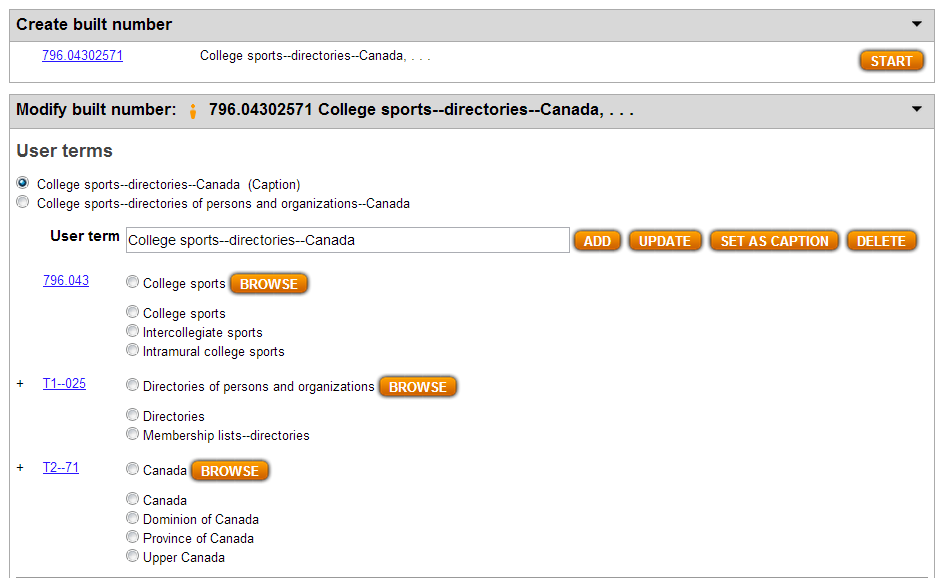 Create built number
796.04302571 College sports--directories--Canada, . . .
START
Modify built number: 796.04302571 College sports--directories--Canada, . . .
User terms
College sports--directories--Canada (Caption)
College sports--directories of persons and organizations--Canada
User term College sports--directories--Canada ADD UPDATE SET AS CAPTION DELETE
796.043 College sports BROWSE
College sports
Intercollegiate sports
Intramural college sports
+ T1--025 Directories of persons and organizations BROWSE
Directories
Membership lists--directories
+ T2--71 Canada BROWSE
Canada
Dominion of Canada
Province of Canada
Upper Canada